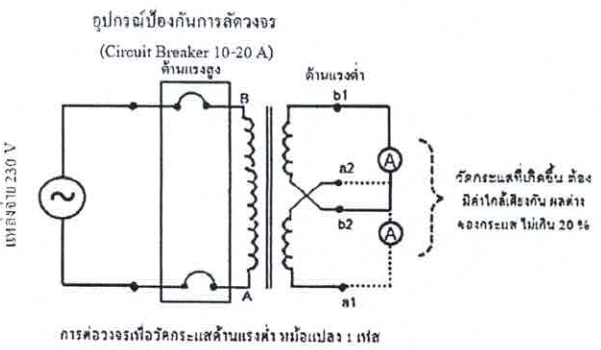 อุปกรณ์ป้องกันการลัดวงจร
(Circuit Breaker 10-20 A)
ด้านแรงสูง
ด้านแรงต่ำ
แหล่งจ่าย 230 V
B
A
b1
a2
b2
a1
A
A
วัดกระแสที่เกิดขึ้น ต้อง
มีค่าใกล้เคียงกัน ผลต่าง
ของกระแส ไม่เกิน 20 %
การต่อวงจรเพื่อวัดกระแสด้านแรงต่ำ หม้อแปลง 1 เฟส